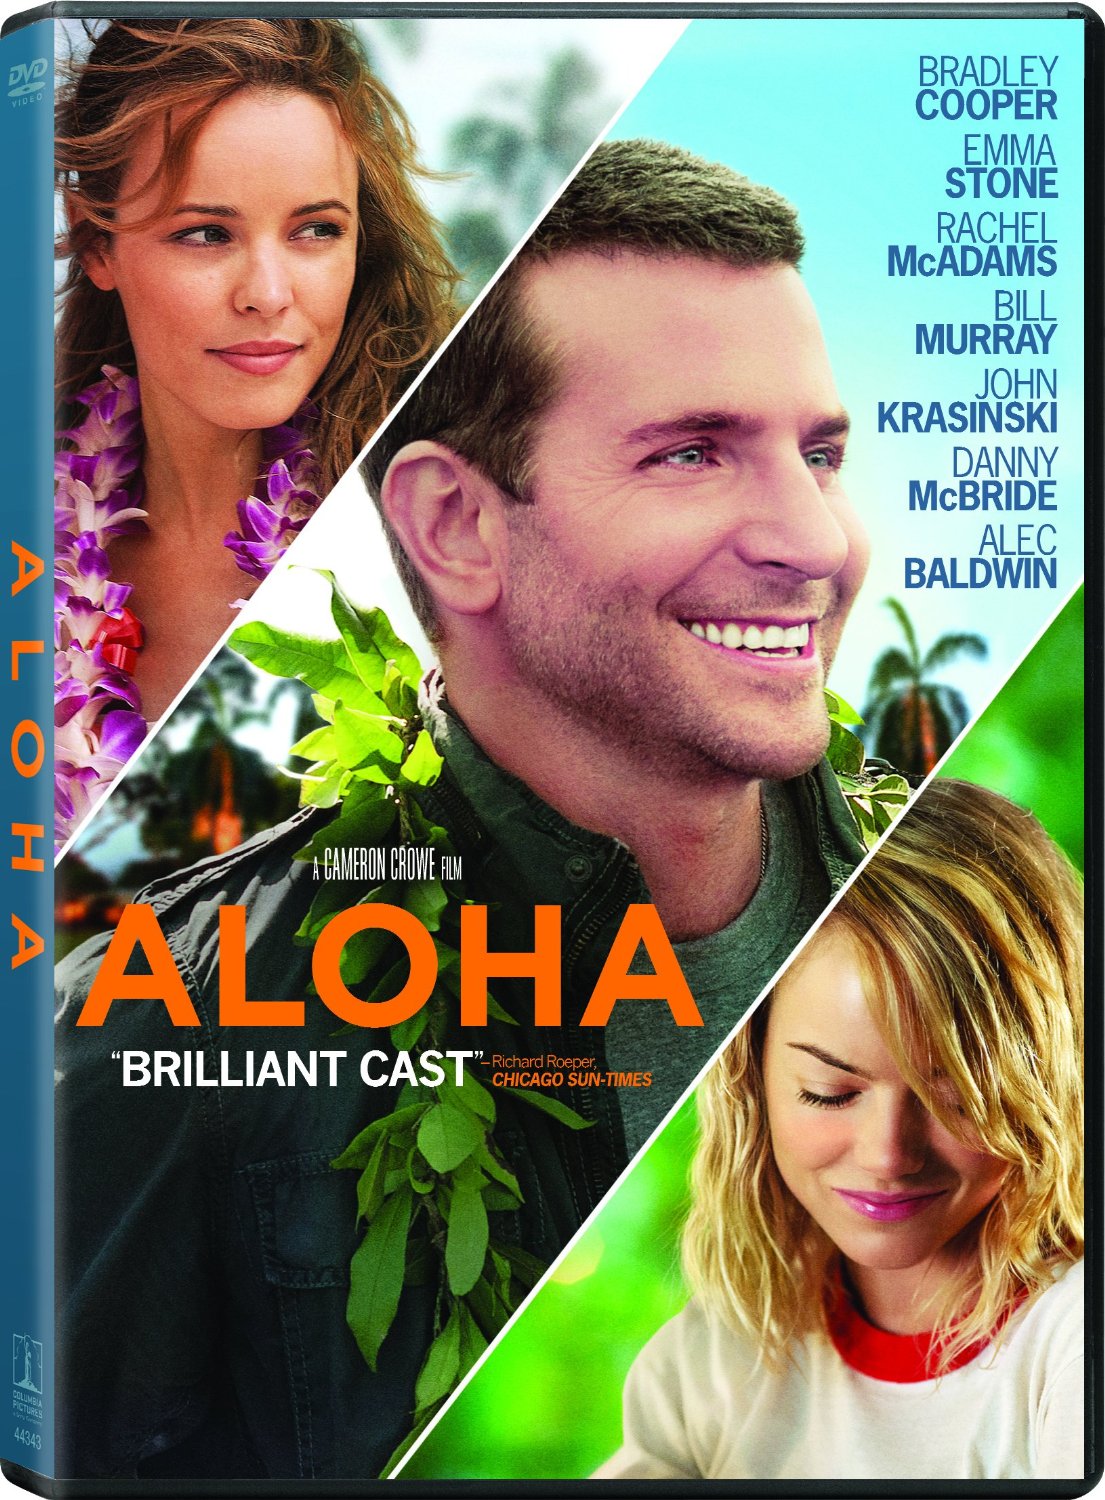 DVD
VIDEO
ALOHA
COLUMBIA
PICTURES
44343
BRADLEY
COOPER
EMMA
STONE
RACHEL
McADAMS
BILL
MURRAY
JOHN
KRASINSKI
DANNY
McBRIDE
ALEC
BALDWIN
A CAMERON CROWE FILM
ALOHA
“BRILLIANT CAST”
–Richard Roeper,
CHICAGO SUN-TIMES